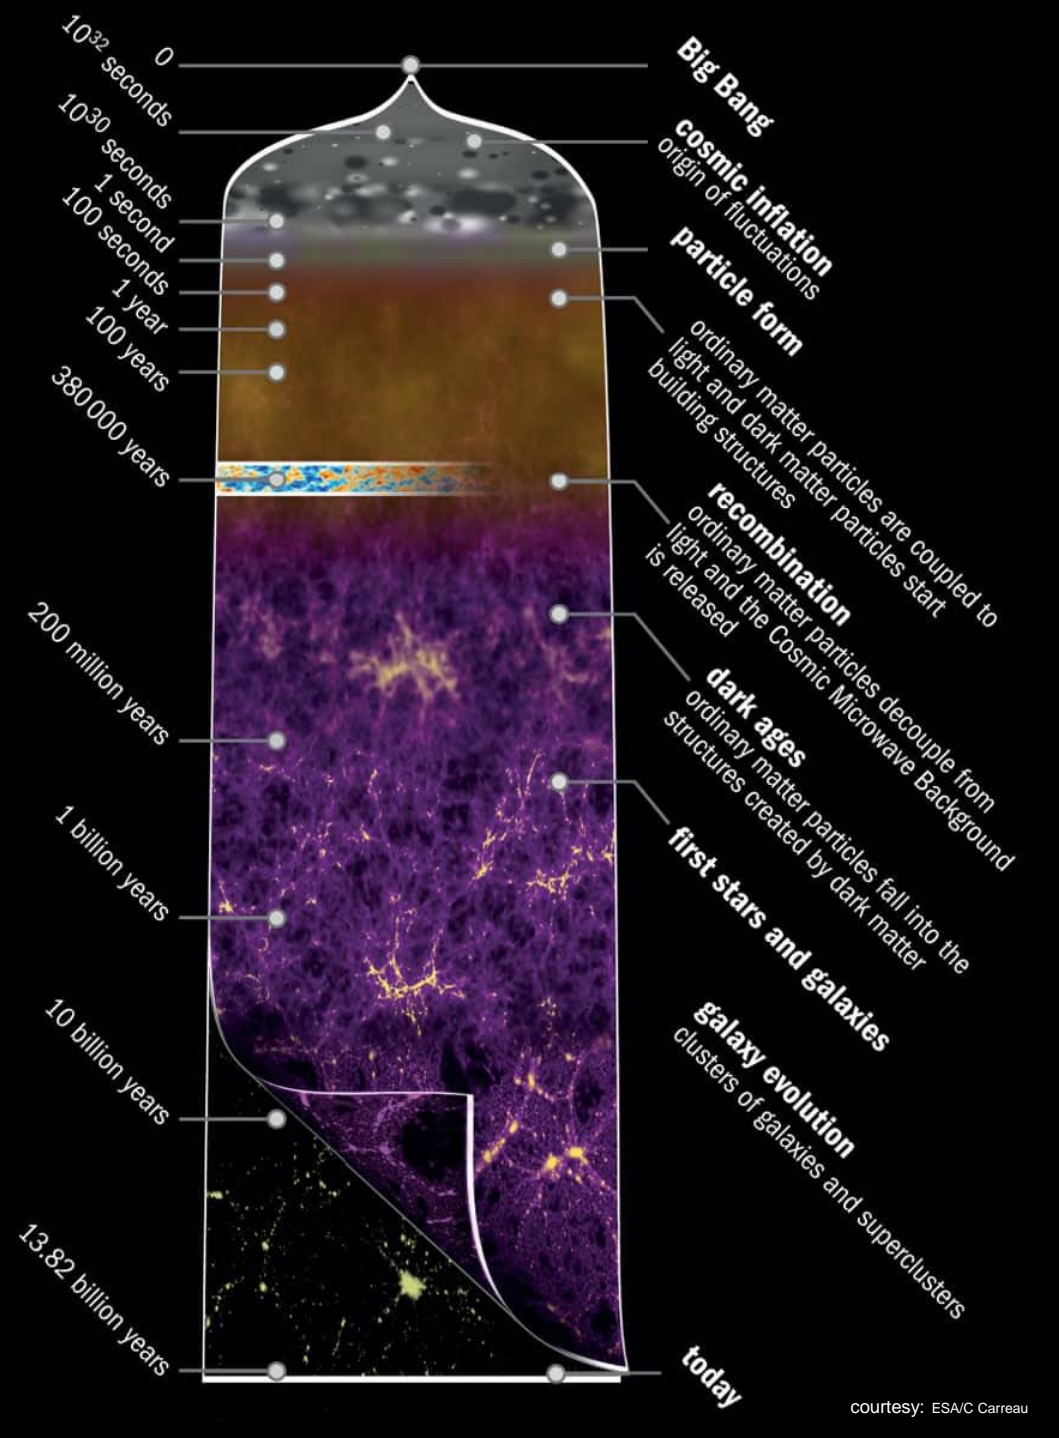 0
10³² seconds
10³⁰ seconds
1 second
100 seconds
1 year
100 years
380 000 years
200 million years
1 billion years
10 billion years
13.82 billion years
Big Bang
cosmic inflation
origin of fluctuations
particle form
ordinary matter particles are coupled to
light and dark matter particles start
building structures
recombination
ordinary matter particles decouple from
light and the Cosmic Microwave Background
is released
dark ages
ordinary matter particles fall into the
structures created by dark matter
first stars and galaxies
galaxy evolution
clusters of galaxies and superclusters
today
courtesy: ESA/C Carreau